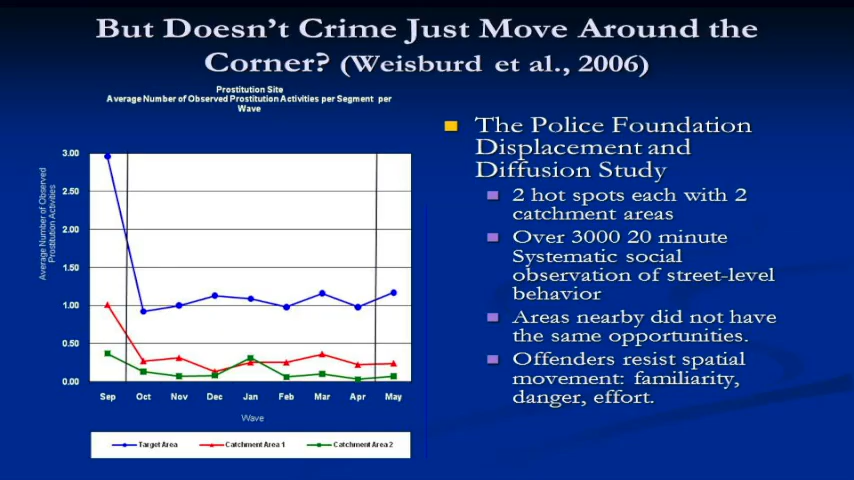 But Doesn't Crime Just Move Around the
Corner? (Weisburd et al., 2006)
Prostitution Site
Average Number of Observed Prostitution Activities per Segment per
Wave
Average Number of Observed
Prostitution Activities
3.00
2.50
2.00
1.50
1.00
0.50
0.00
Sep Oct Nov Dec Jan Feb Mar Apr May
Wave
Target Area Catchment Area 1 Catchment Area 2
The Police Foundation
Displacement and
Diffusion Study
2 hot spots each with 2
catchment areas
Over 3000 20 minute
Systematic social
observation of street-level
behavior
Areas nearby did not have
the same opportunities.
Offenders resist spatial
movement: familiarity,
danger, effort.